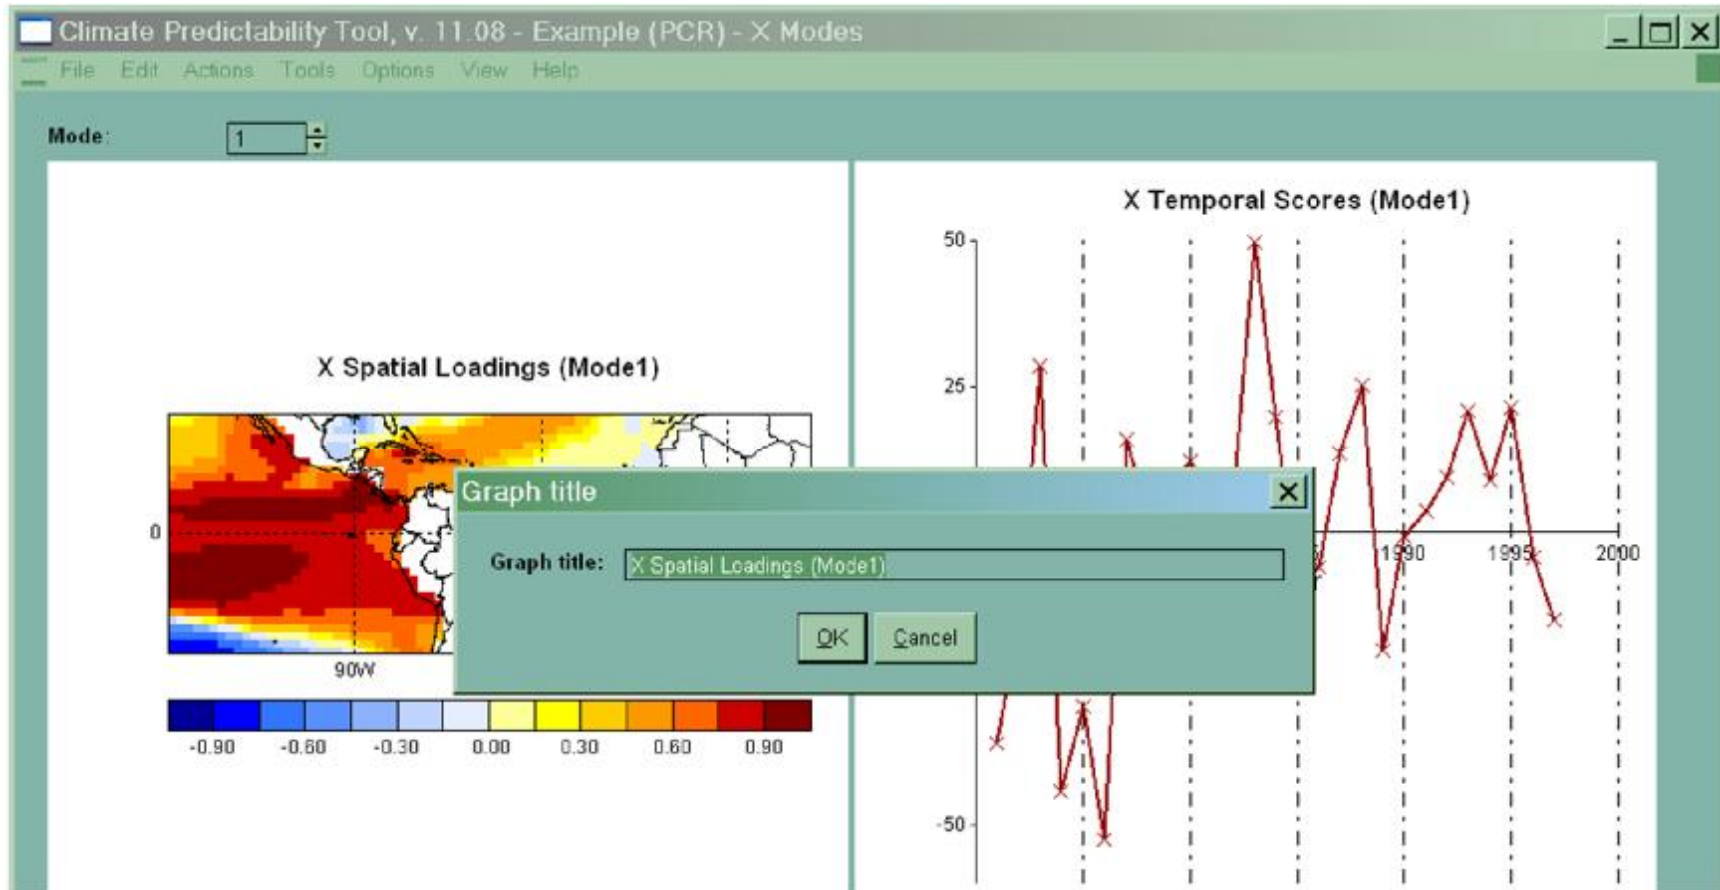 Climate Predictability Tool, v. 11.08 - Example (PCR) - X Modes
File Edit Actions Tools Options View Help
Mode: 1
X Spatial Loadings (Mode1)
0
90W
-0.90 -0.60 -0.30 0.00 0.30 0.60 0.90
X Temporal Scores (Mode1)
50
25
1990 1995 2000
-50
Graph title
Graph title: X Spatial Loadings (Mode1)
OK Cancel